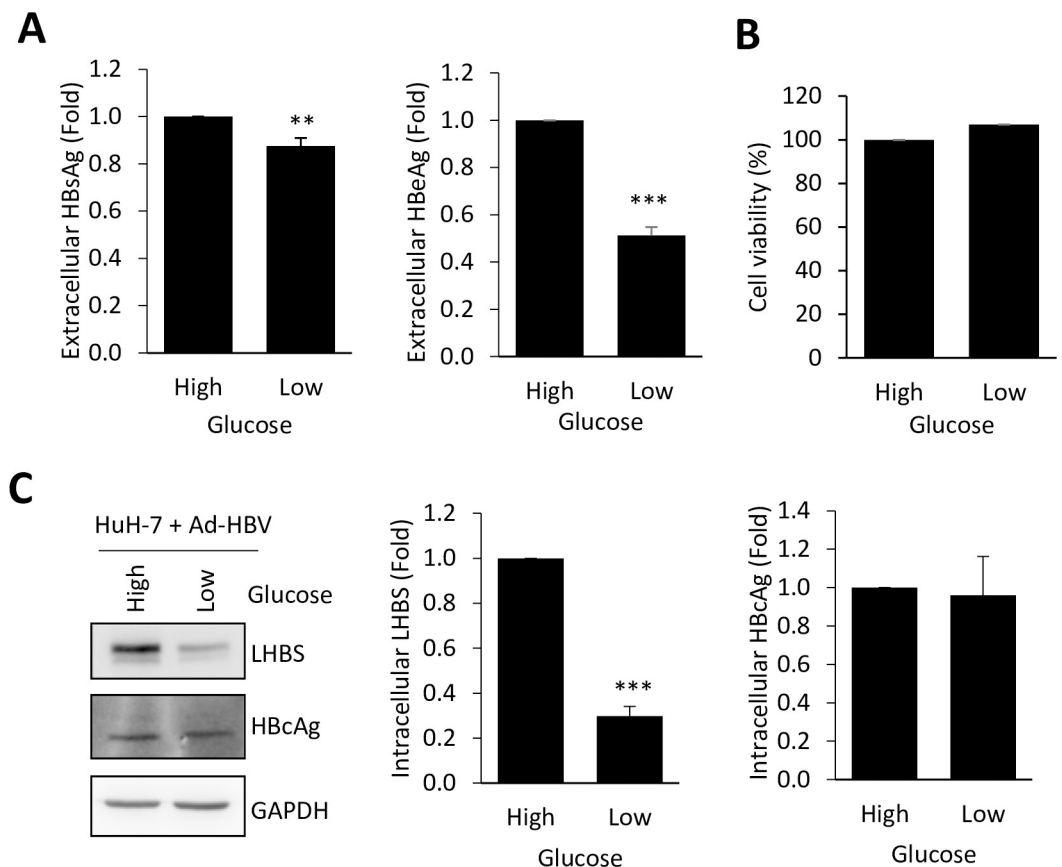 A
Extracellular HBsAg (Fold)
1.2
1.0
0.8
0.6
0.4
0.2
0.0
**
High Low
Glucose
Extracellular HBeAg (Fold)
1.2
1.0
0.8
0.6
0.4
0.2
0.0
***
High Low
Glucose
B
Cell viability (%)
120
100
80
60
40
20
0
High Low
Glucose
C
HuH-7 + Ad-HBV
High Low Glucose
LHBS
HBcAg
GAPDH
Intracellular LHBS (Fold)
1.2
1.0
0.8
0.6
0.4
0.2
0.0
***
High Low
Glucose
Intracellular HBcAg (Fold)
1.4
1.2
1.0
0.8
0.6
0.4
0.2
0.0
High Low
Glucose